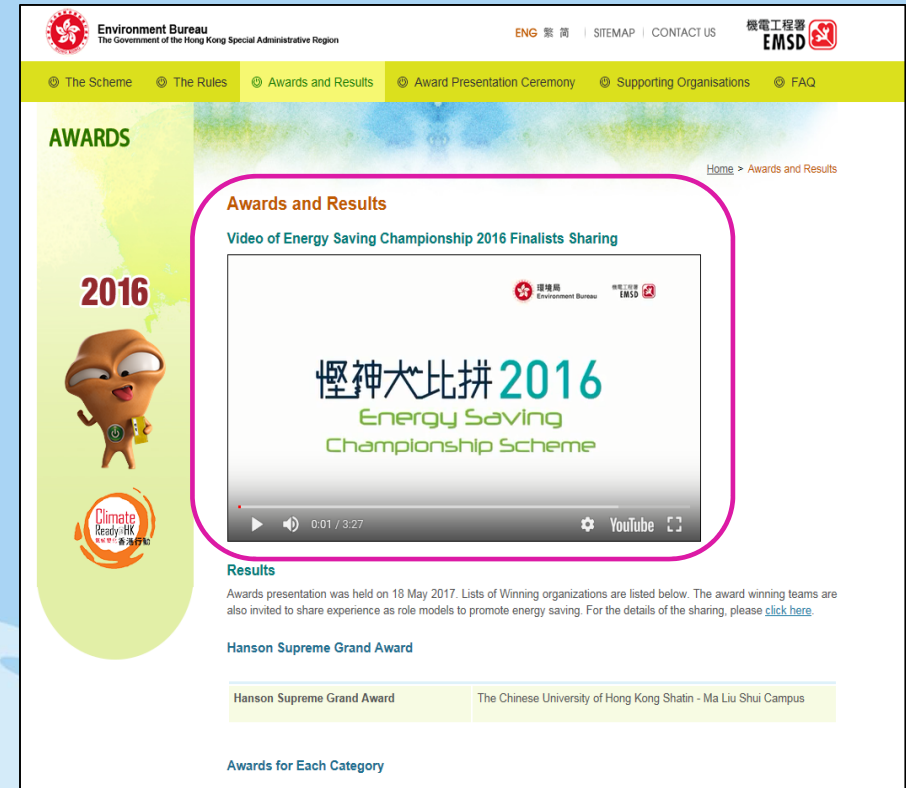 Environment Bureau
The Government of the Hong Kong Special Administrative Region
ENG 繁 简 SITEMAP CONTACT US
機電工程署
EMSD
The Scheme The Rules Awards and Results Award Presentation Ceremony Supporting Organisations FAQ
AWARDS
Home > Awards and Results
Awards and Results
Video of Energy Saving Championship 2016 Finalists Sharing
環境局
Environment Bureau
機電工程署
EMSD
2016
慳神大比拼2016
Energy Saving
Championship Scheme
0:01 / 3:27
YouTube
Climate
Ready@HK
香港行動
Results
Awards presentation was held on 18 May 2017. Lists of Winning organizations are listed below. The award winning teams are
also invited to share experience as role models to promote energy saving. For the details of the sharing, please click here.
Hanson Supreme Grand Award
Hanson Supreme Grand Award The Chinese University of Hong Kong Shatin - Ma Liu Shui Campus
Awards for Each Category